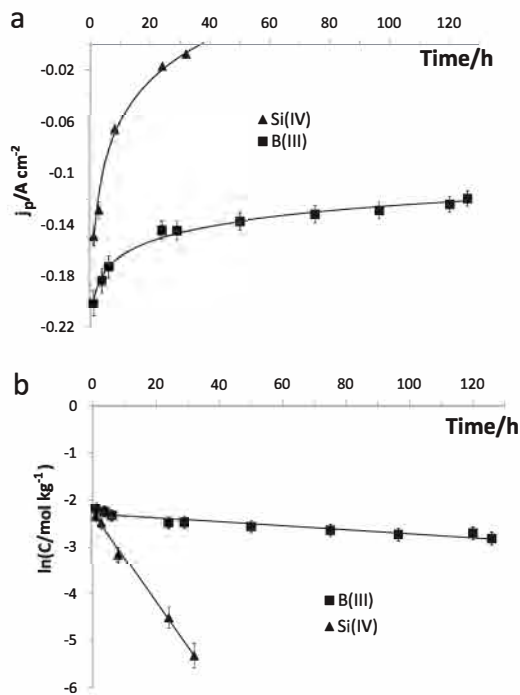 a
0 20 40 60 80 100 120
Time/h
-0.02
-0.06
-0.1
-0.14
-0.18
-0.22
jp/A cm-2
Si(IV)
B(III)
b
0 20 40 60 80 100 120
Time/h
0
-1
-2
-3
-4
-5
-6
ln(C/mol kg-1)
B(III)
Si(IV)